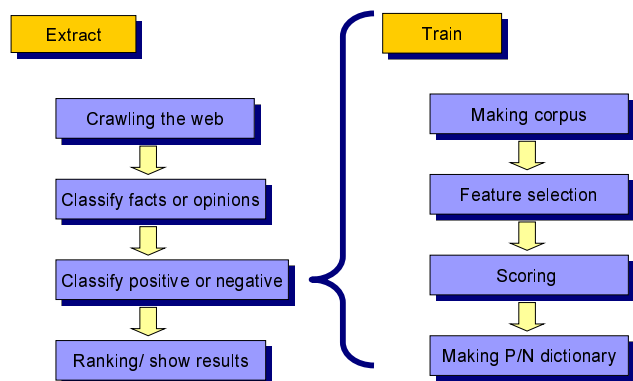 Extract
Crawling the web
Classify facts or opinions
Classify positive or negative
Ranking/ show results
Train
Making corpus
Feature selection
Scoring
Making P/N dictionary